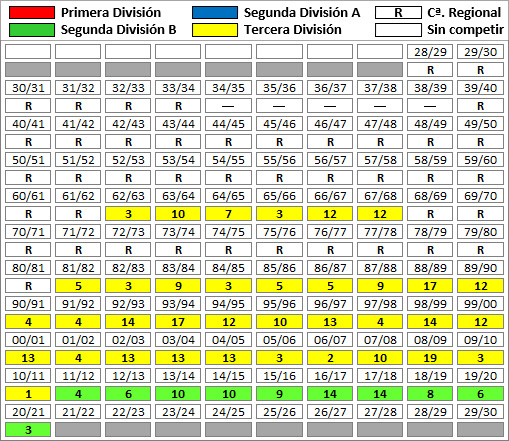 Primera División Segunda División A R Cª. Regional
Segunda División B Tercera División Sin competir
28/29 29/30
R R
30/31 31/32 32/33 33/34 34/35 35/36 36/37 37/38 38/39 39/40
R R R R — — — — — R
40/41 41/42 42/43 43/44 44/45 45/46 46/47 47/48 48/49 49/50
R R R R R R R R R R
50/51 51/52 52/53 53/54 54/55 55/56 56/57 57/58 58/59 59/60
R R R R R R R R R R
60/61 61/62 62/63 63/64 64/65 65/66 66/67 67/68 68/69 69/70
R R 3 10 7 3 12 12 R R
70/71 71/72 72/73 73/74 74/75 75/76 76/77 77/78 78/79 79/80
R R R R R R R R R R
80/81 81/82 82/83 83/84 84/85 85/86 86/87 87/88 88/89 89/90
R 5 3 9 3 5 5 9 17 12
90/91 91/92 92/93 93/94 94/95 95/96 96/97 97/98 98/99 99/00
4 4 14 17 12 10 13 4 14 12
00/01 01/02 02/03 03/04 04/05 05/06 06/07 07/08 08/09 09/10
13 4 13 13 13 3 2 10 19 3
10/11 11/12 12/13 13/14 14/15 15/16 16/17 17/18 18/19 19/20
1 4 6 10 10 9 14 14 8 6
20/21 21/22 22/23 23/24 24/25 25/26 26/27 27/28 28/29 29/30
3